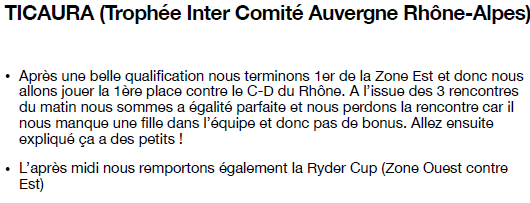 TICAURA (Trophée Inter Comité Auvergne Rhône-Alpes)
• Après une belle qualification nous terminons 1er de la Zone Est et donc nous
allons jouer la 1ère place contre le C-D du Rhône. A l'issue des 3 rencontres
du matin nous sommes a égalité parfaite et nous perdons la rencontre car il
nous manque une fille dans l'équipe et donc pas de bonus. Allez ensuite
expliqué ça a des petits !
• L'après midi nous remportons également la Ryder Cup (Zone Ouest contre
Est)